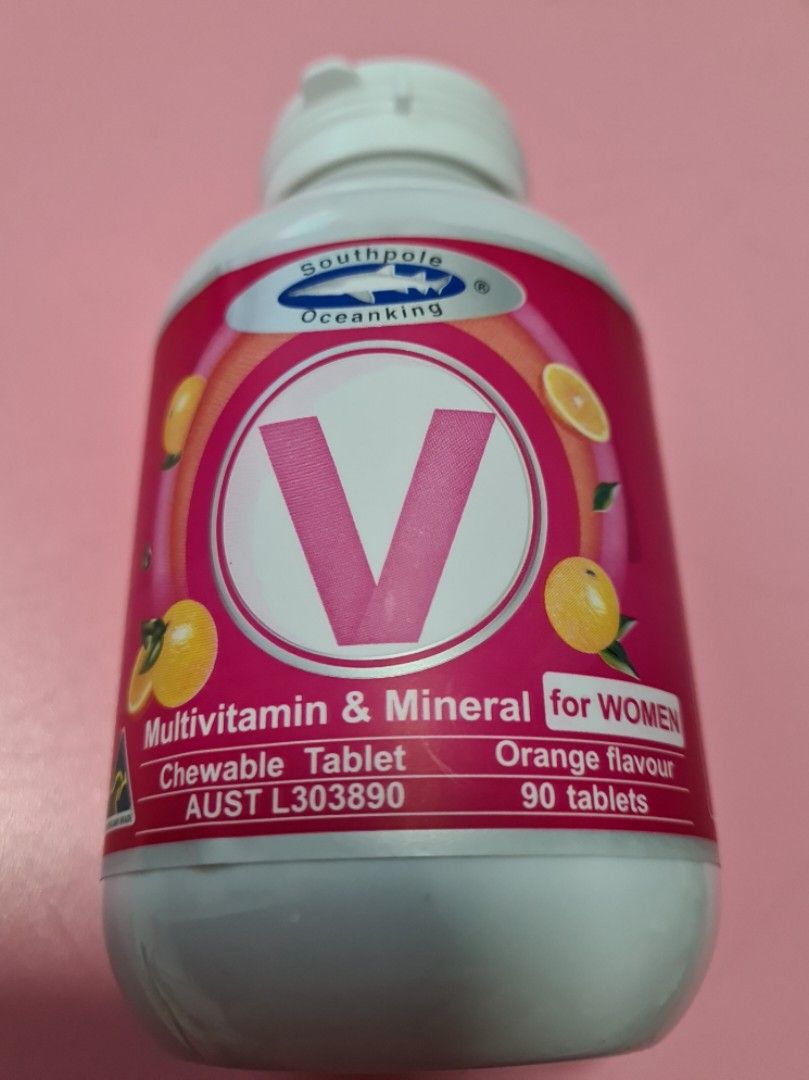 Southpole
®
Oceanking
V
Multivitamin & Mineral for WOMEN
Chewable Tablet Orange flavour
AUST L303890 90 tablets